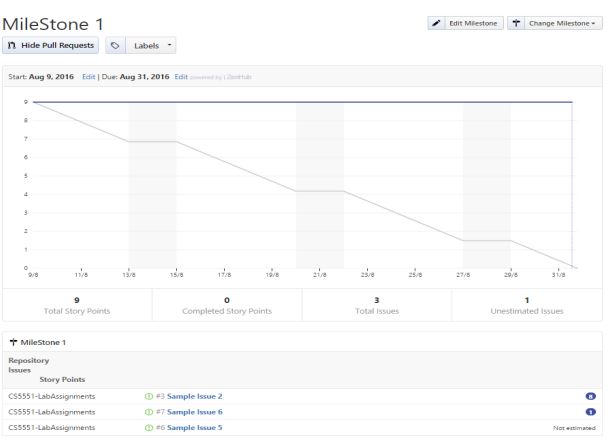 MileStone 1
Edit Milestone
Change Milestone
Hide Pull Requests
Labels
Start: Aug 9, 2016 Edit | Due: Aug 31, 2016 Edit powered by | ZenHub
9
8
7
6
5
4
3
2
1
0
9/8 11/8 13/8 15/8 17/8 19/8 21/8 23/8 25/8 27/8 29/8 31/8
9 0 3 1
Total Story Points Completed Story Points Total Issues Unestimated Issues
MileStone 1
Repository
Issues
Story Points
CS5551-LabAssignments #3 Sample Issue 2 8
CS5551-LabAssignments #7 Sample Issue 6 1
CS5551-LabAssignments #6 Sample Issue 5 Not estimated